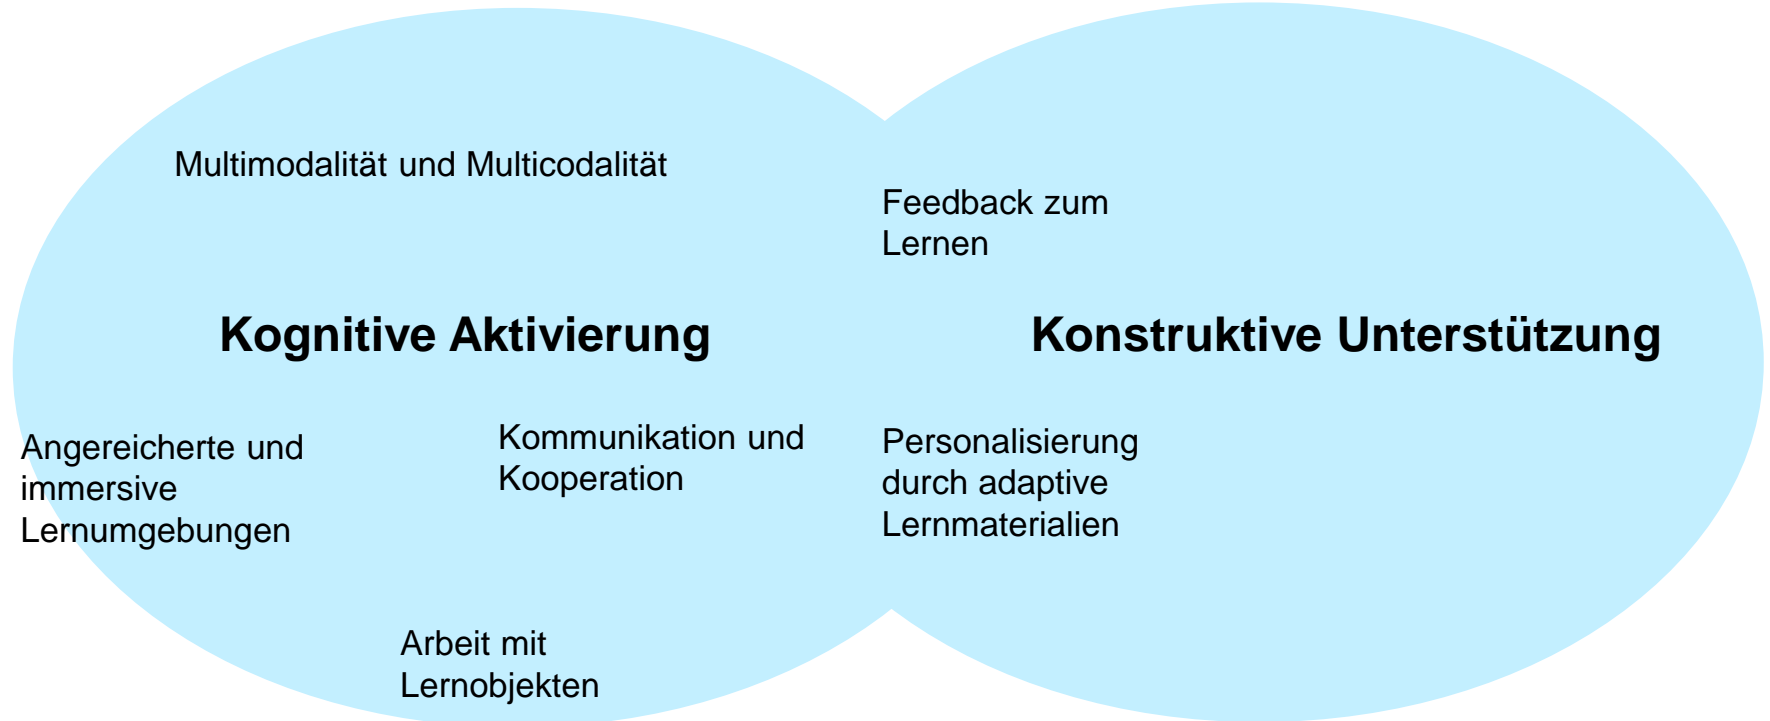 Multimodalität und Multicodalität
Feedback zum
Lernen
Kognitive Aktivierung
Konstruktive Unterstützung
Angereicherte und
immersive
Lernumgebungen
Kommunikation und
Kooperation
Personalisierung
durch adaptive
Lernmaterialien
Arbeit mit
Lernobjekten